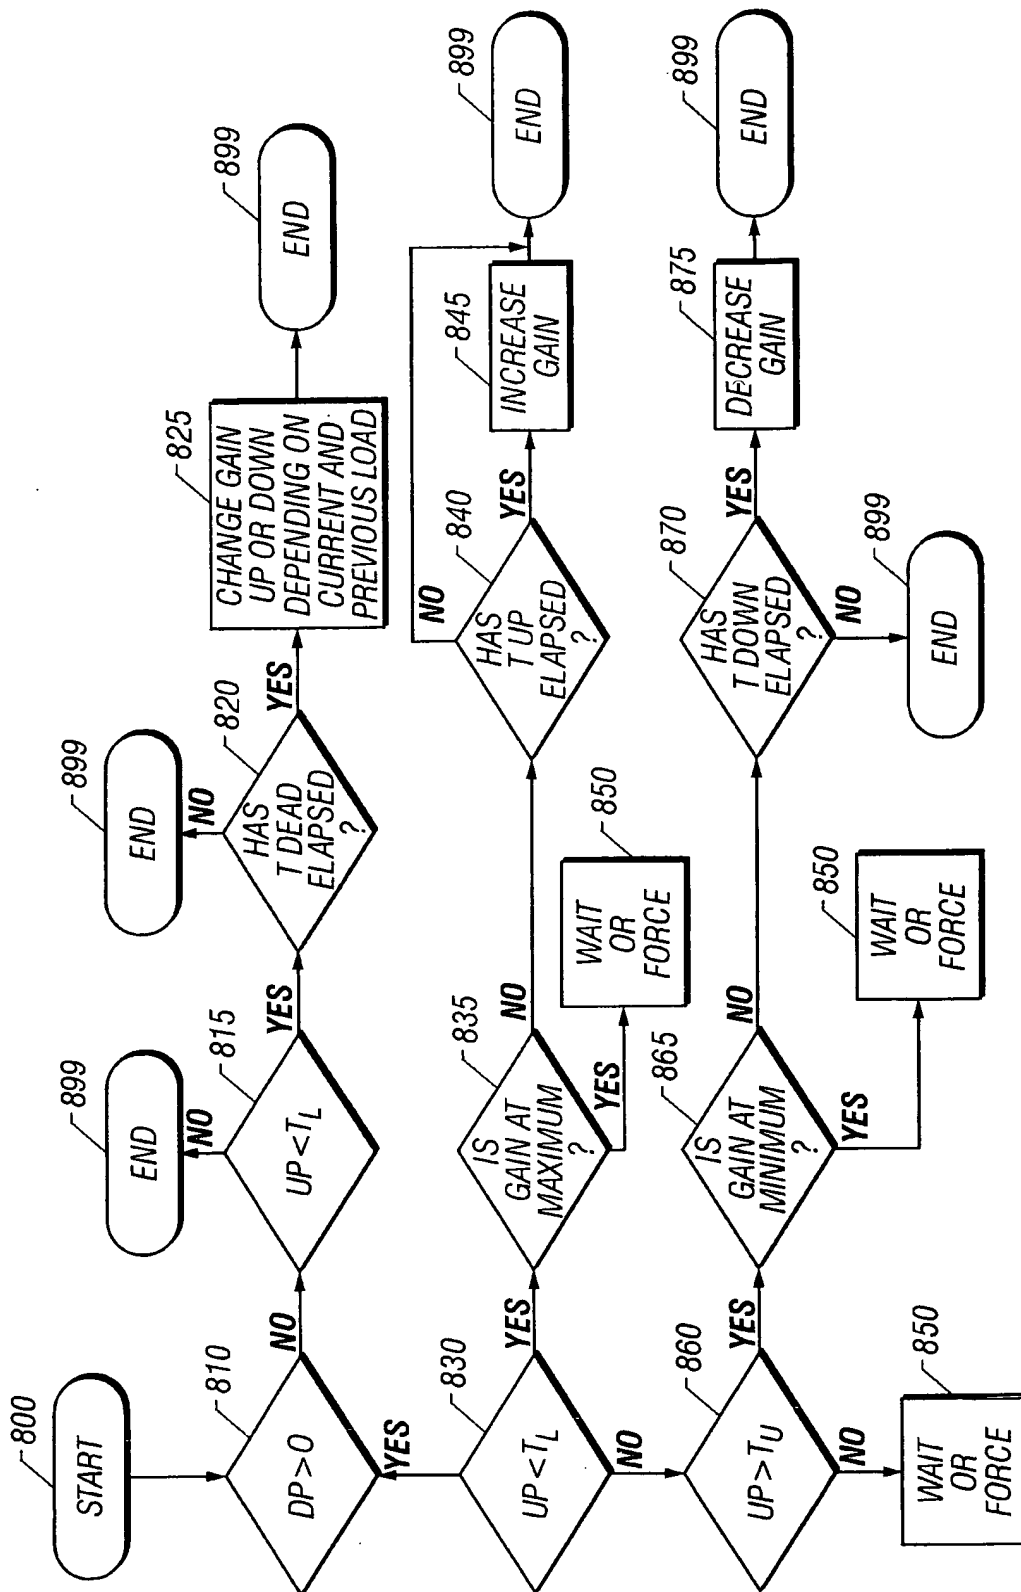 800
START
810
DP > O
NO
YES
815
UP < TL
NO
899
END
YES
820
HAS
T DEAD
ELAPSED
?
NO
899
END
YES
825
CHANGE GAIN
UP OR DOWN
DEPENDING ON
CURRENT AND
PREVIOUS LOAD
899
END
830
UP < TL
YES
NO
835
IS
GAIN AT
MAXIMUM
?
NO
YES
850
WAIT
OR
FORCE
840
HAS
T UP
ELAPSED
?
NO
YES
845
INCREASE
GAIN
899
END
860
UP > TU
YES
NO
850
WAIT
OR
FORCE
865
IS
GAIN AT
MINIMUM
?
NO
YES
850
WAIT
OR
FORCE
870
HAS
T DOWN
ELAPSED
?
YES
NO
899
END
875
DECREASE
GAIN
899
END